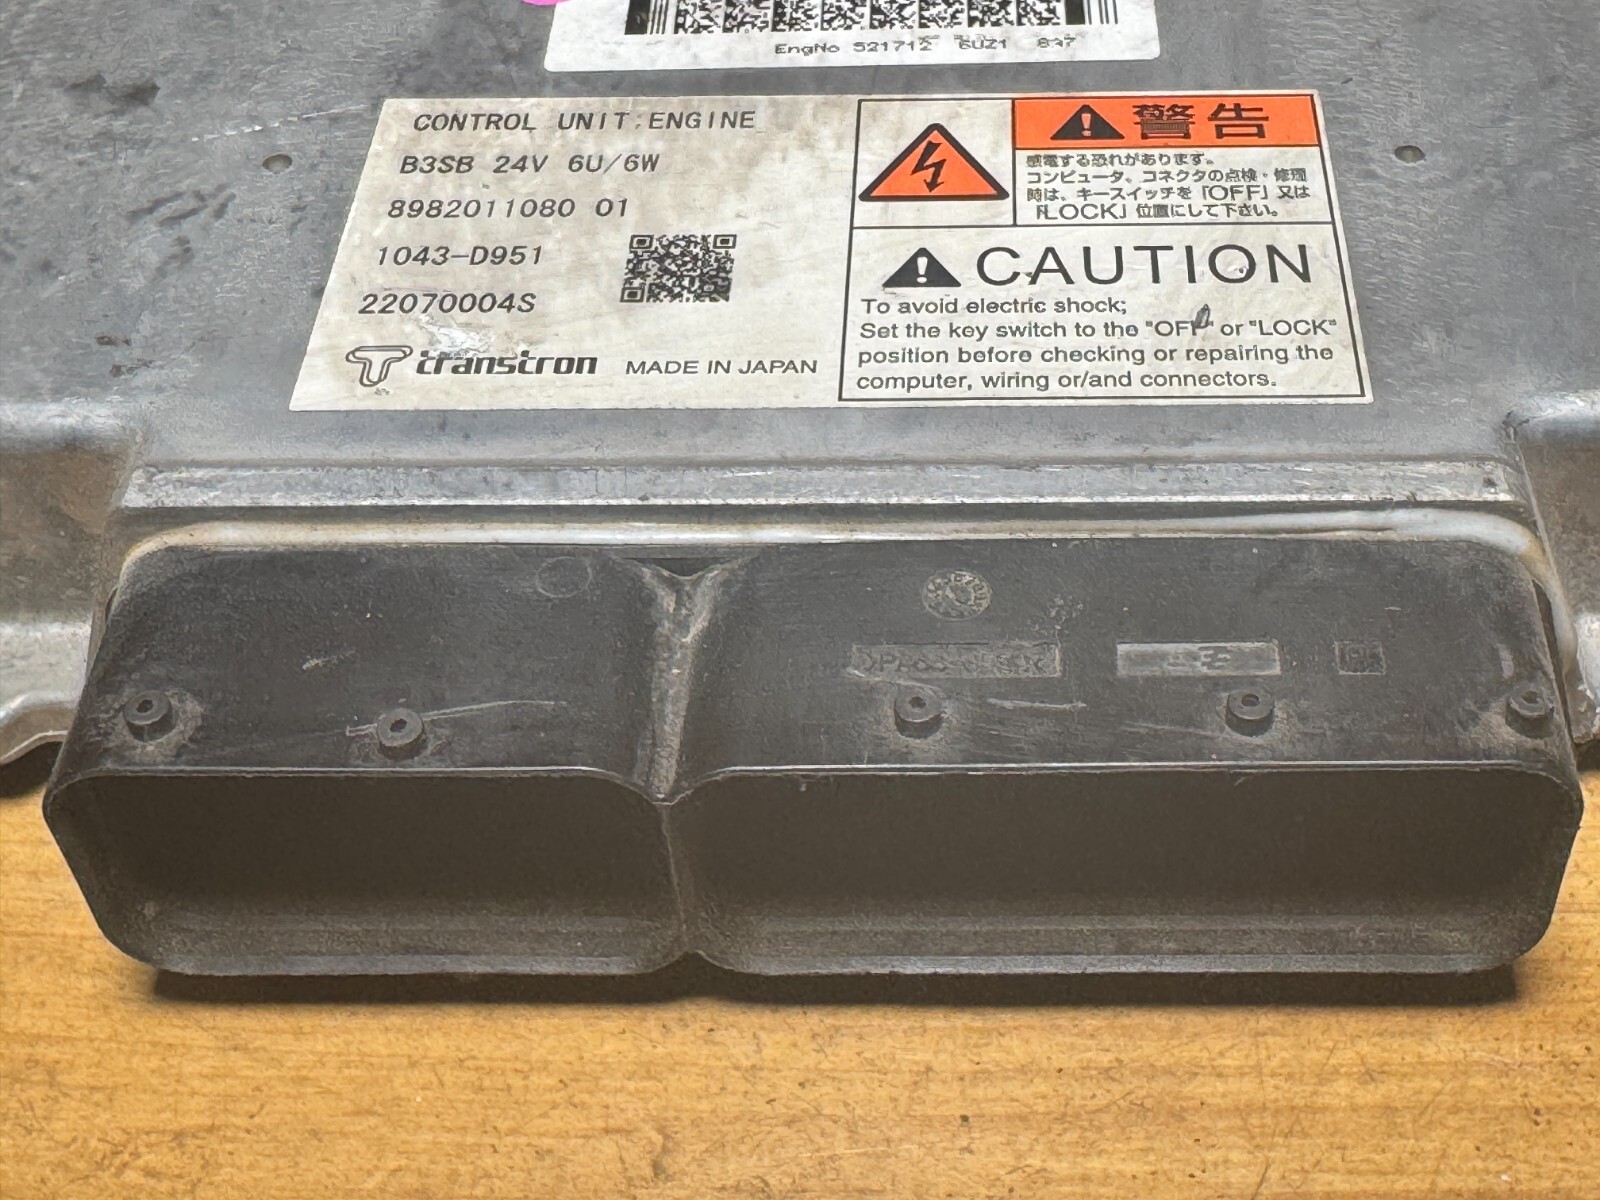 EngNo 521712 6UZ1
CONTROL UNIT;ENGINE
B3SB 24V 6U/6W
8982011080 01
1043-D951
22070004S
transtron MADE IN JAPAN
警告
感電する恐れがあります。
コンピュータ、コネクタの点検・修理
時は、キースイッチを「OFF」又は
「LOCK」位置にして下さい。
CAUTION
To avoid electric shock;
Set the key switch to the "OFF" or "LOCK"
position before checking or repairing the
computer, wiring or/and connectors.